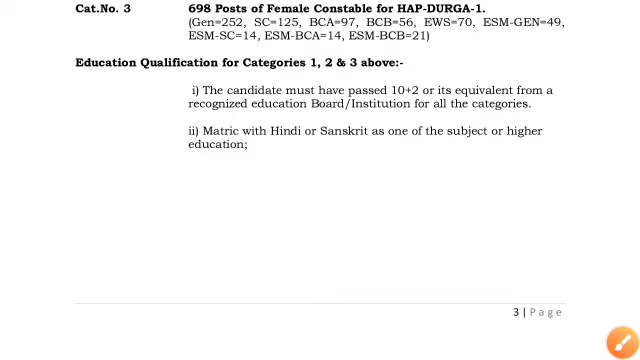 Cat.No. 3 698 Posts of Female Constable for HAP-DURGA-1.
(Gen=252, SC=125, BCA=97, BCB=56, EWS=70, ESM-GEN=49,
ESM-SC=14, ESM-BCA=14, ESM-BCB=21)
Education Qualification for Categories 1, 2 & 3 above:-
i) The candidate must have passed 10+2 or its equivalent from a
recognized education Board/Institution for all the categories.
ii) Matric with Hindi or Sanskrit as one of the subject or higher
education;
3 | P a g e